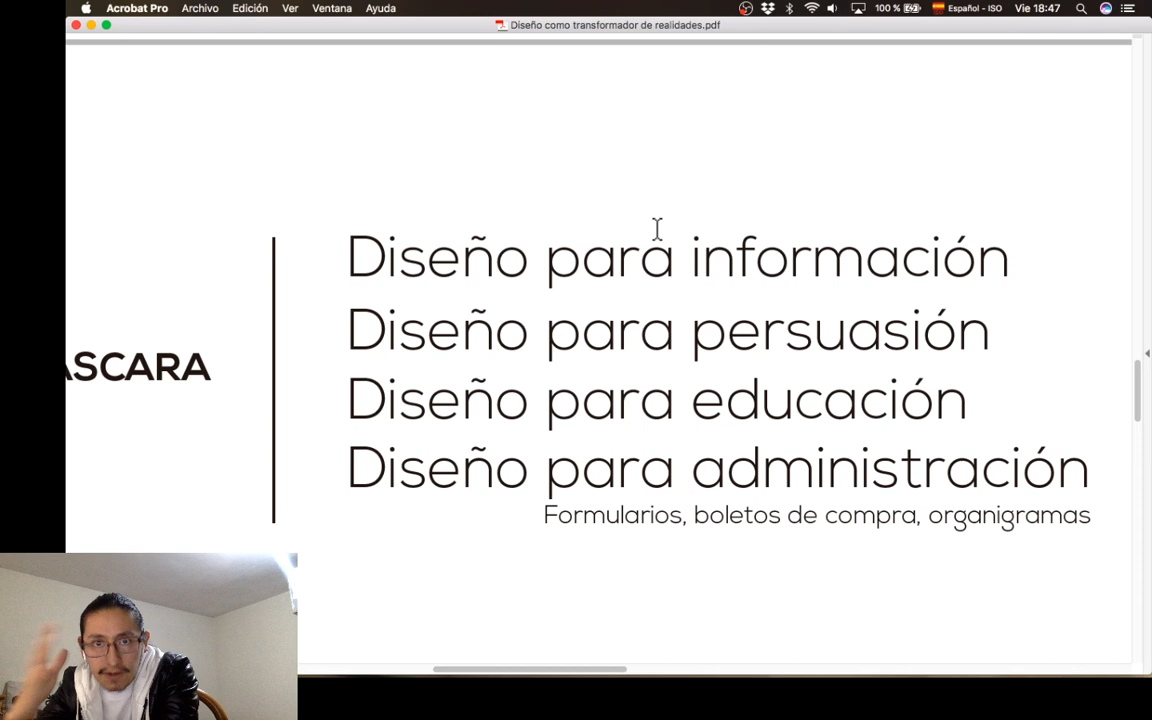 Acrobat Pro Archivo Edición Ver Ventana Ayuda 100 % Español - ISO Vie 18:47
Diseño como transformador de realidades.pdf
ASCARA
Diseño para información
Diseño para persuasión
Diseño para educación
Diseño para administración
Formularios, boletos de compra, organigramas